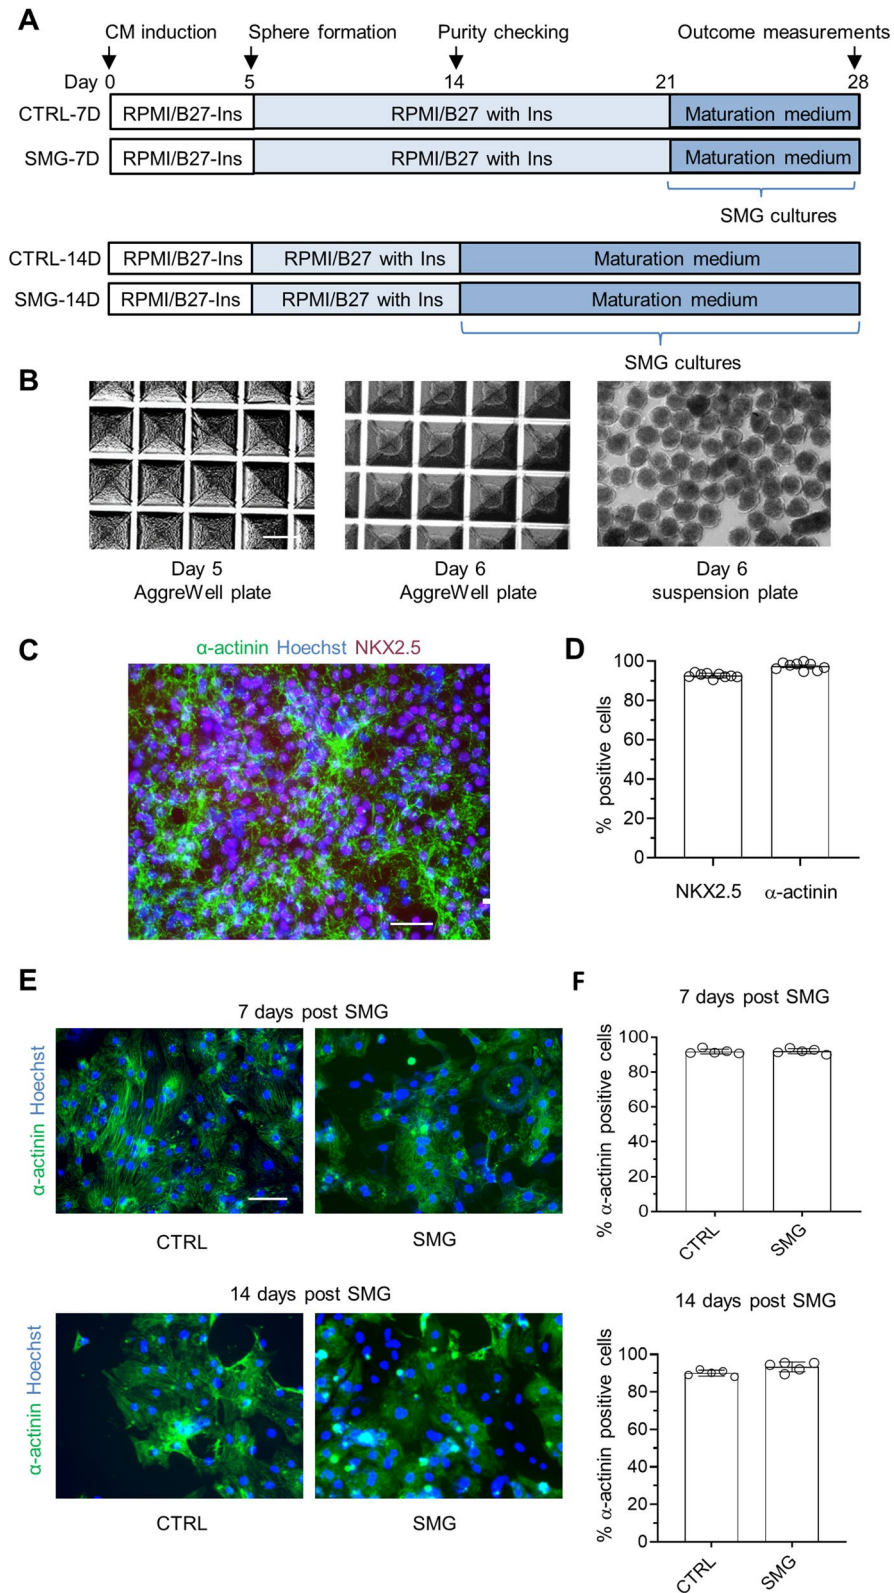 A
CM induction Sphere formation Purity checking Outcome measurements
Day 0 5 14 21 28
CTRL-7D RPMI/B27-Ins RPMI/B27 with Ins Maturation medium
SMG-7D RPMI/B27-Ins RPMI/B27 with Ins Maturation medium
SMG cultures
CTRL-14D RPMI/B27-Ins RPMI/B27 with Ins Maturation medium
SMG-14D RPMI/B27-Ins RPMI/B27 with Ins Maturation medium
SMG cultures
B
Day 5
AggreWell plate
Day 6
AggreWell plate
Day 6
suspension plate
C
α-actinin Hoechst NKX2.5
D
% positive cells
100
80
60
40
20
0
NKX2.5 α-actinin
E
7 days post SMG
α-actinin Hoechst
CTRL SMG
14 days post SMG
α-actinin Hoechst
CTRL SMG
F
7 days post SMG
% α-actinin positive cells
100
80
60
40
20
0
CTRL SMG
14 days post SMG
% α-actinin positive cells
100
80
60
40
20
0
CTRL SMG